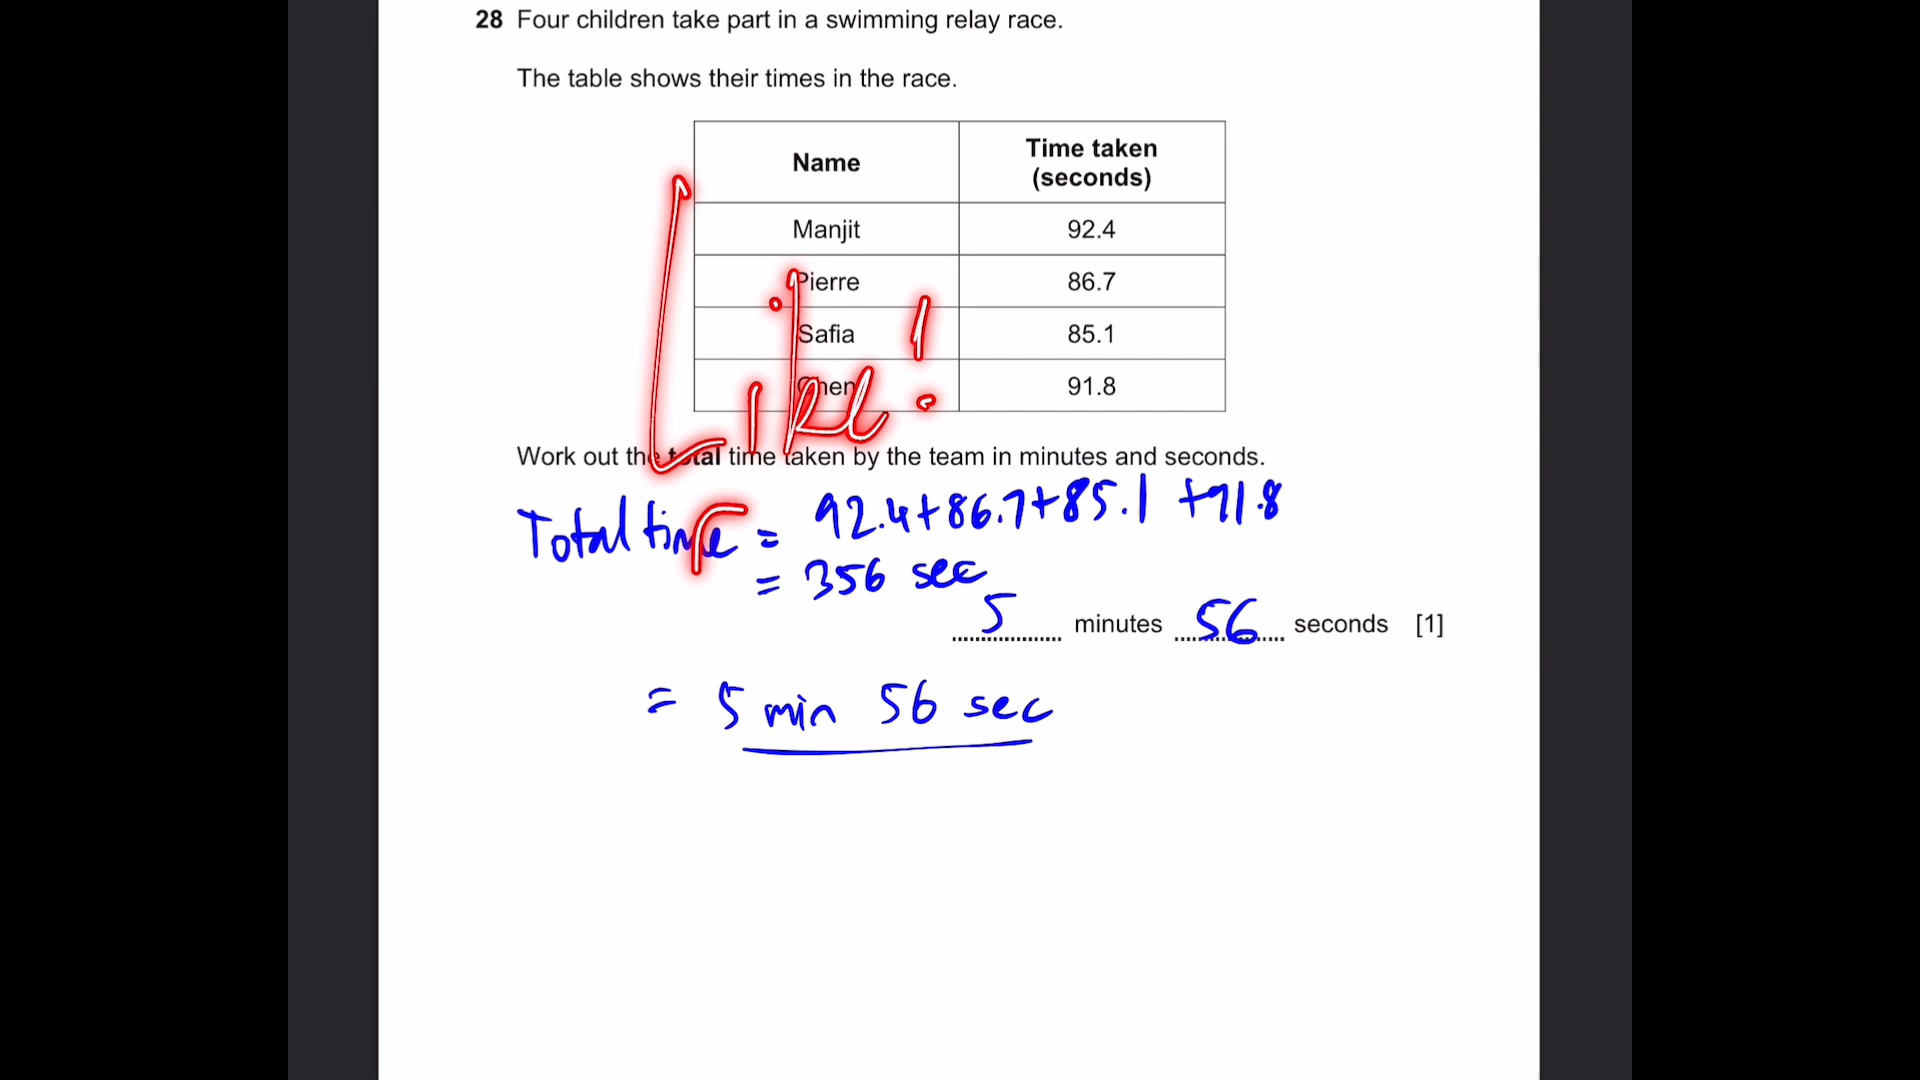 28 Four children take part in a swimming relay race.
The table shows their times in the race.
Name Time taken (seconds)
Manjit 92.4
Pierre 86.7
Safia 85.1
Chen 91.8
Like!
Work out the total time taken by the team in minutes and seconds.
Total time = 92.4+86.7+85.1 +91.8
= 356 sec
5 minutes 56 seconds [1]
= 5 min 56 sec